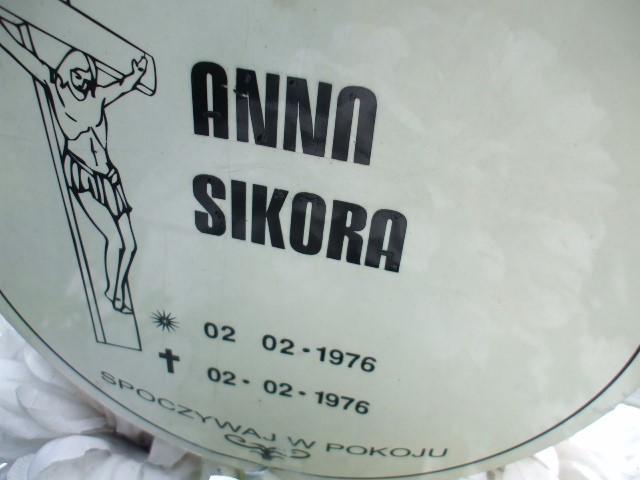 ANNA
SIKORA
02 02-1976
02-02-1976
SPOCZYWAJ W POKOJU